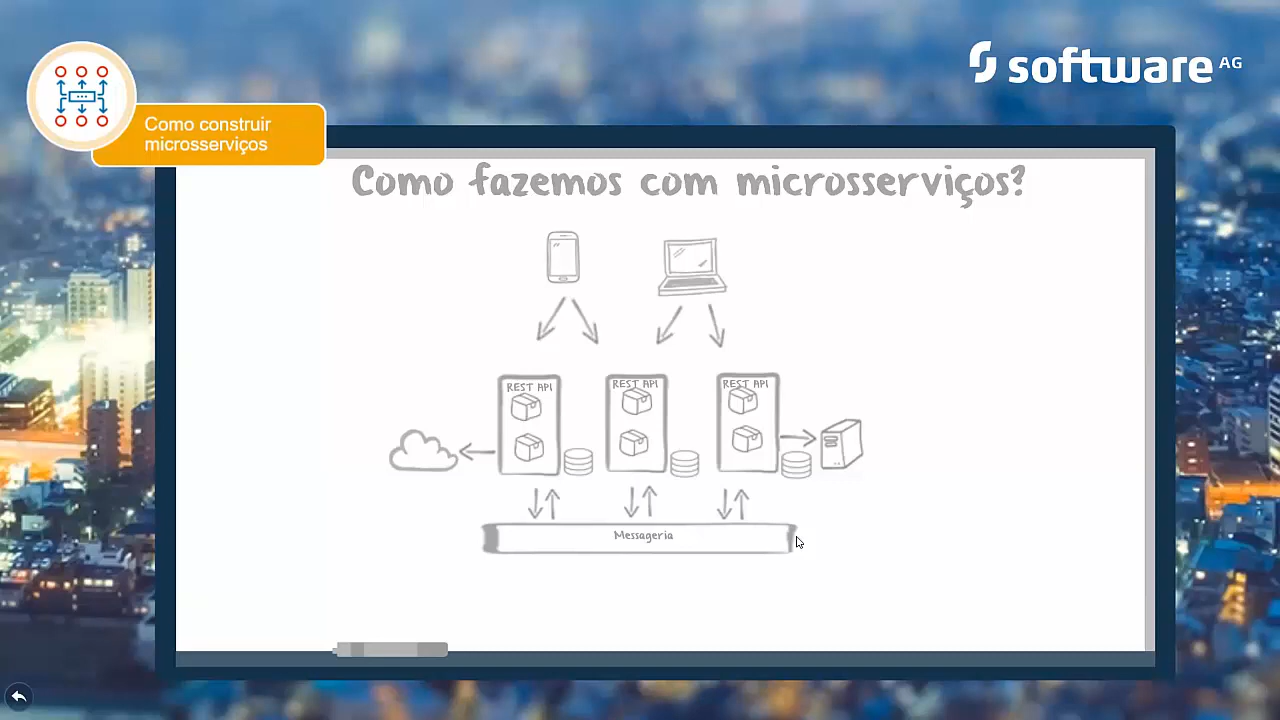 software AG
Como construir
microsserviços
Como fazemos com microsserviços?
REST API
REST API
REST API
Messageria